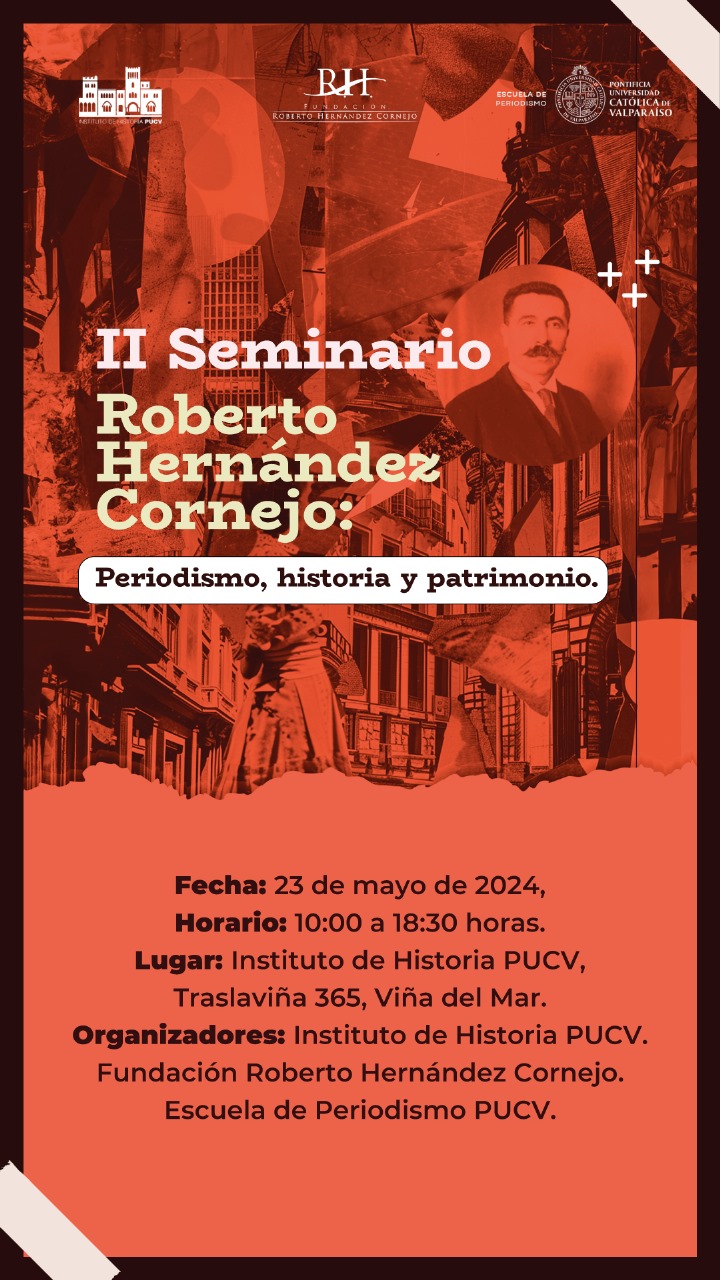 INSTITUTO DE HISTORIA PUCV
RH
FUNDACIÓN
ROBERTO HERNÁNDEZ CORNEJO
ESCUELA DE
PERIODISMO
PONTIFICIA
UNIVERSIDAD
CATÓLICA DE
VALPARAÍSO
II Seminario
Roberto
Hernández
Cornejo:
Periodismo, historia y patrimonio.
Fecha: 23 de mayo de 2024,
Horario: 10:00 a 18:30 horas.
Lugar: Instituto de Historia PUCV,
Traslaviña 365, Viña del Mar.
Organizadores: Instituto de Historia PUCV.
Fundación Roberto Hernández Cornejo.
Escuela de Periodismo PUCV.